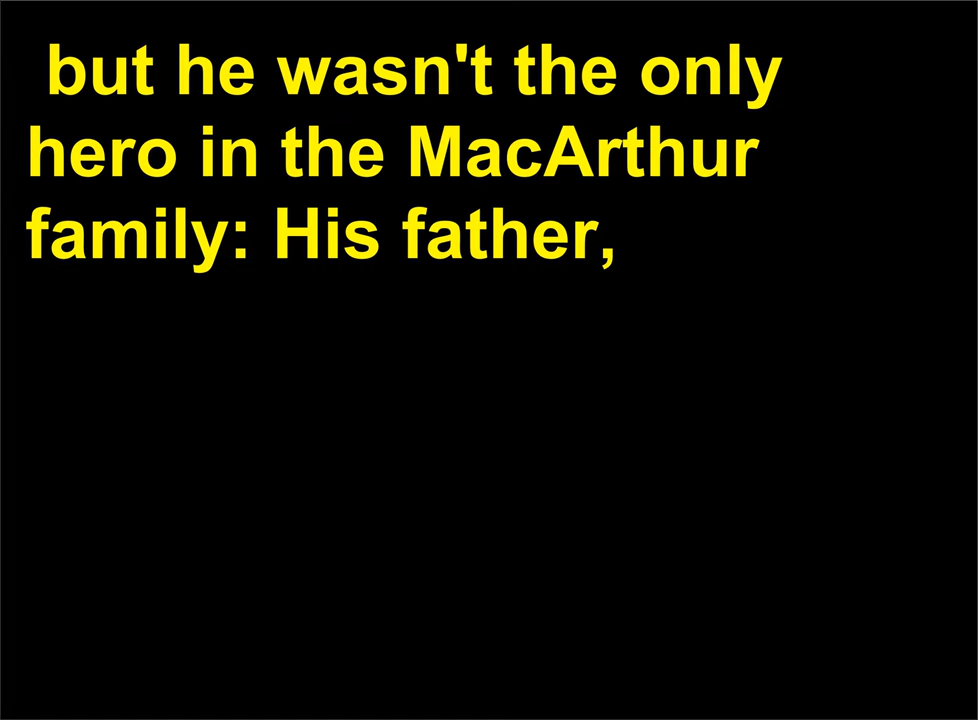 but he wasn't the only
hero in the MacArthur
family: His father,